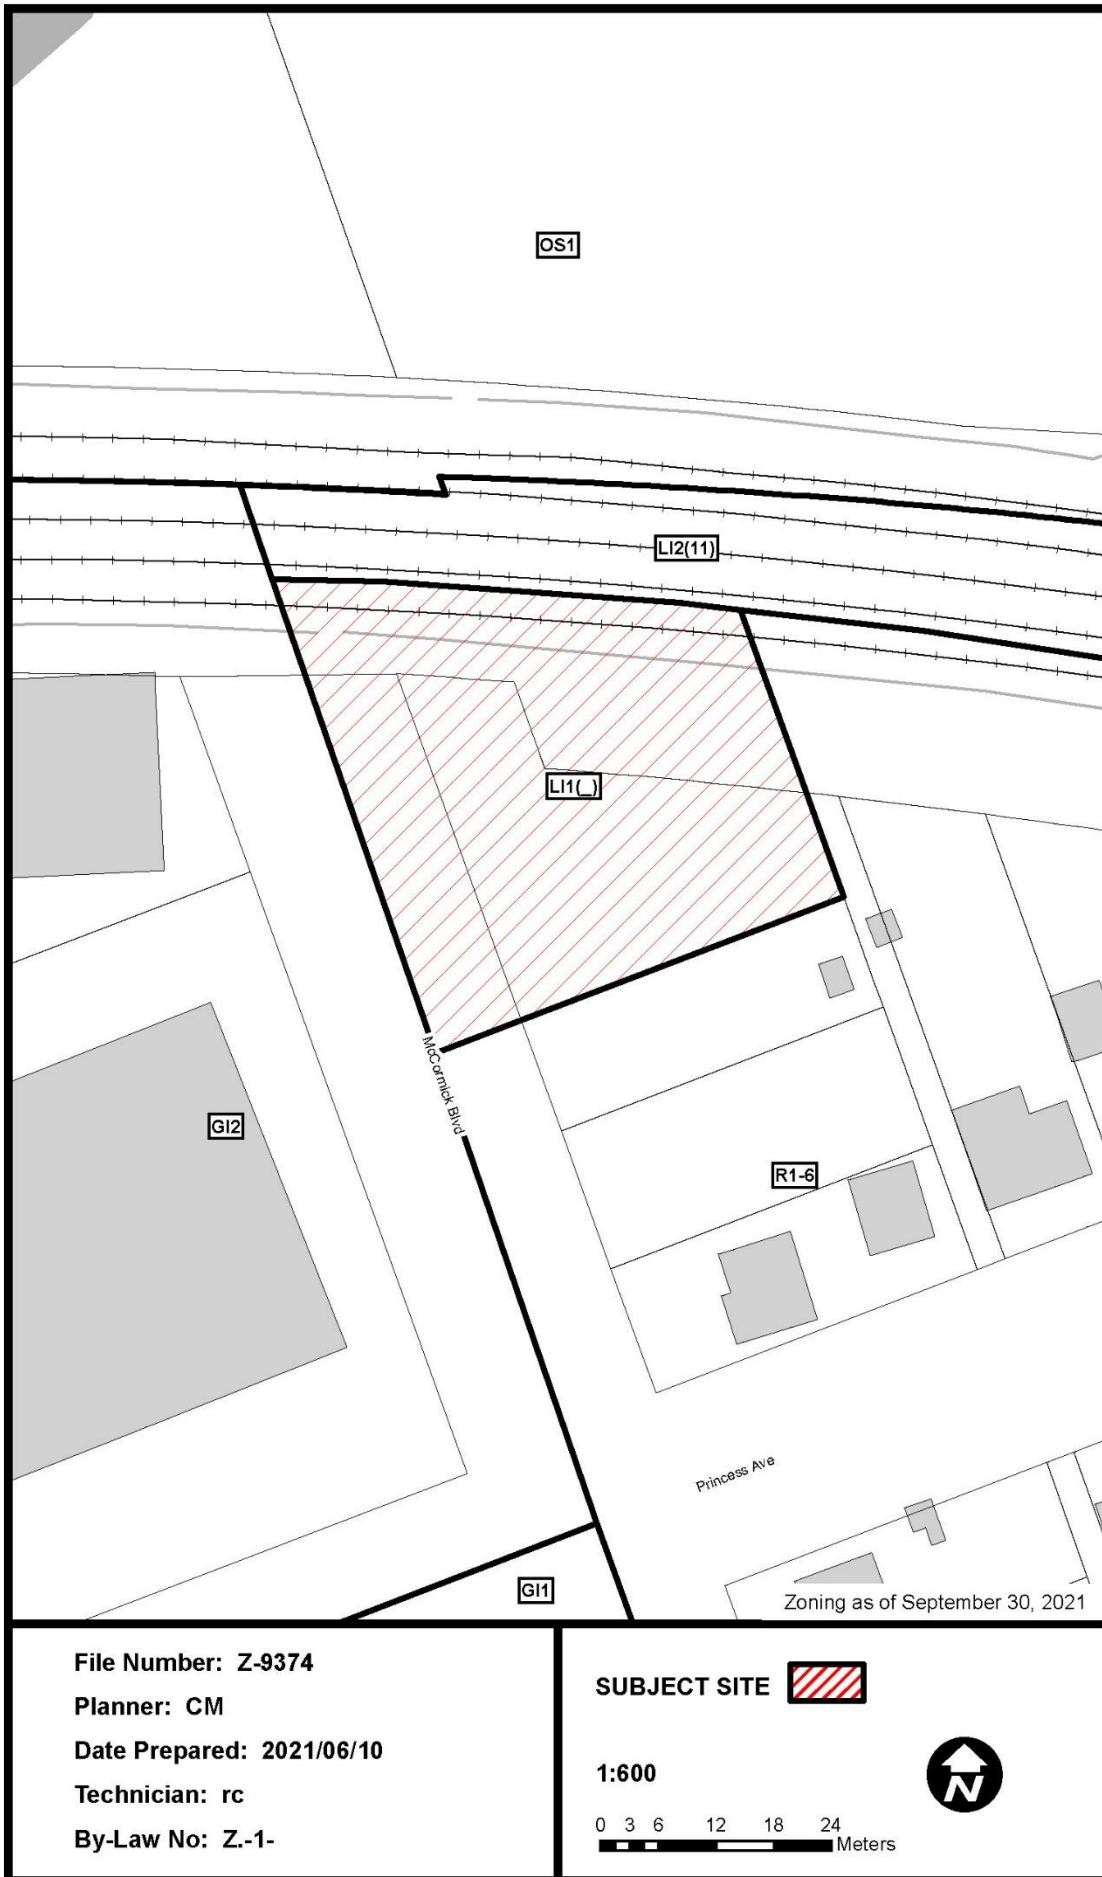 OS1
LI2(11)
LI1(_)
McCormick Blvd
GI2
R1-6
Princess Ave
GI1
Zoning as of September 30, 2021
File Number: Z-9374
Planner: CM
Date Prepared: 2021/06/10
Technician: rc
By-Law No: Z.-1-
SUBJECT SITE
1:600
N
0 3 6 12 18 24
Meters